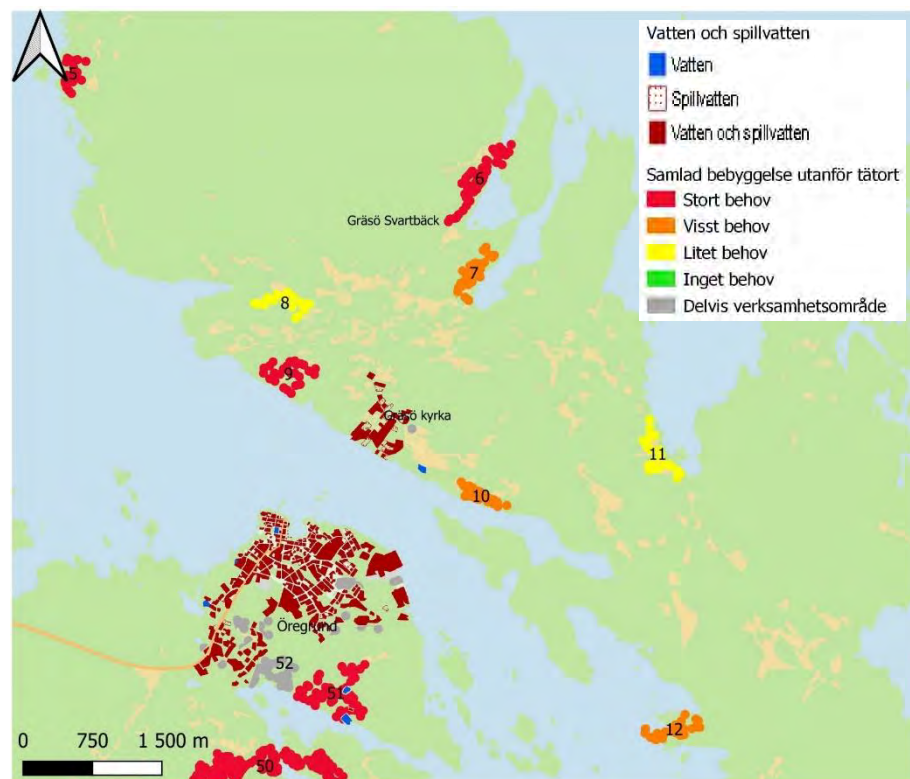 Vatten och spillvatten
Vatten
Spillvatten
Vatten och spillvatten
Samlad bebyggelse utanför tätort
Stort behov
Visst behov
Litet behov
Inget behov
Delvis verksamhetsområde
5
6
Gräsö Svartbäck
7
8
9
Gräsö kyrka
11
10
Öregrund
52
51
12
50
0 750 1 500 m